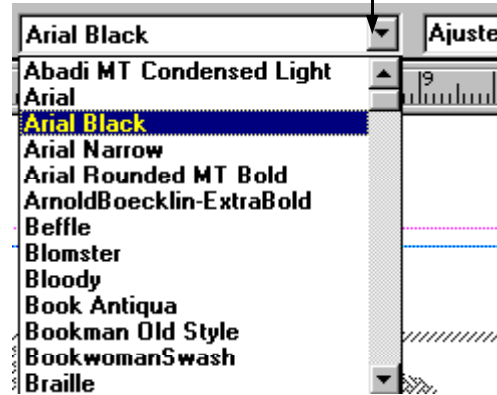 Arial Black
Ajuste
9
Abadi MT Condensed Light
Arial
Arial Black
Arial Narrow
Arial Rounded MT Bold
ArnoldBoecklin-ExtraBold
Beffle
Blomster
Bloody
Book Antiqua
Bookman Old Style
BookwomanSwash
Braille